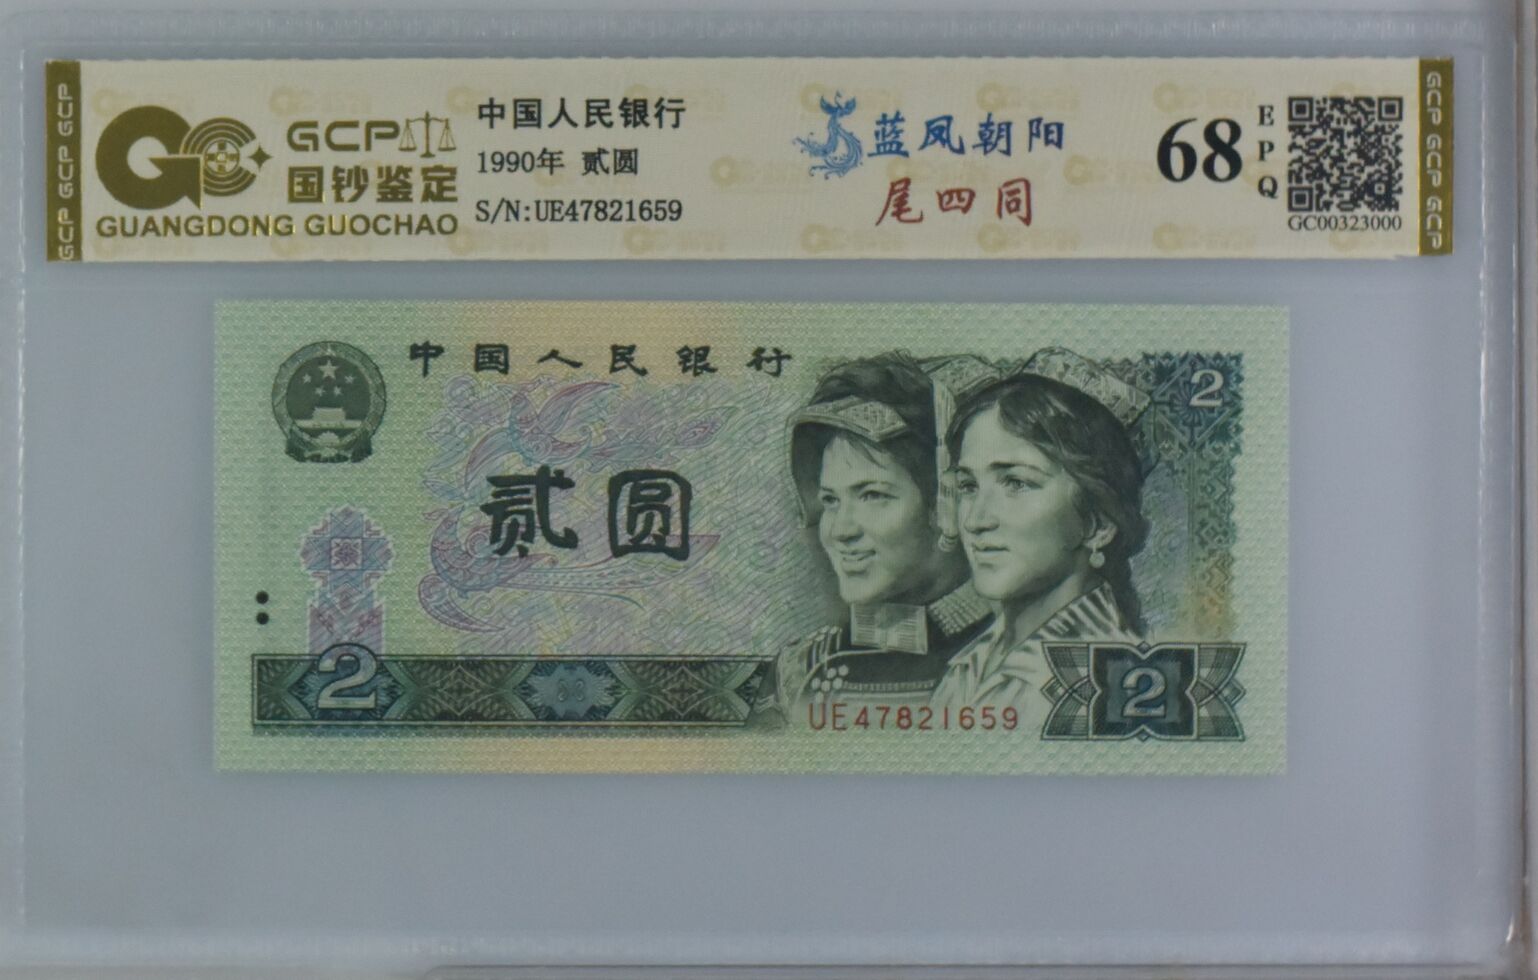 GCP GCP GCP
GCP
国钞鉴定
GUANGDONG GUOCHAO
中国人民银行
1990年 贰圆
S/N:UE47821659
蓝凤朝阳
尾四同
68
EPQ
GC00323000
GCP GCP GCP
中国人民银行
2
贰圆
2
UE47821659
2